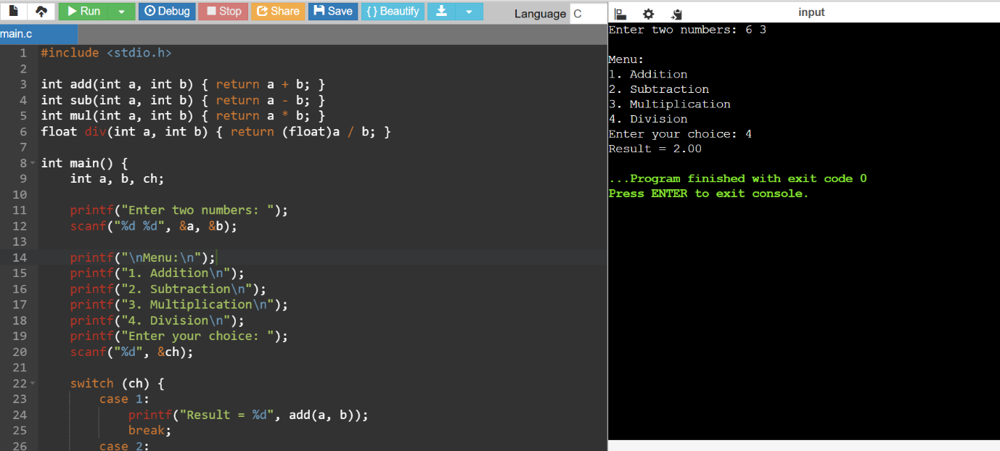 Run Debug Stop Share Save { } Beautify Language C
main.c
1 #include <stdio.h>
2
3 int add(int a, int b) { return a + b; }
4 int sub(int a, int b) { return a - b; }
5 int mul(int a, int b) { return a * b; }
6 float div(int a, int b) { return (float)a / b; }
7
8 int main() {
9     int a, b, ch;
10
11     printf("Enter two numbers: ");
12     scanf("%d %d", &a, &b);
13
14     printf("\nMenu:\n");
15     printf("1. Addition\n");
16     printf("2. Subtraction\n");
17     printf("3. Multiplication\n");
18     printf("4. Division\n");
19     printf("Enter your choice: ");
20     scanf("%d", &ch);
21
22     switch (ch) {
23         case 1:
24             printf("Result = %d", add(a, b));
25             break;
26         case 2:
input
Enter two numbers: 6 3

Menu:
1. Addition
2. Subtraction
3. Multiplication
4. Division
Enter your choice: 4
Result = 2.00

...Program finished with exit code 0
Press ENTER to exit console.